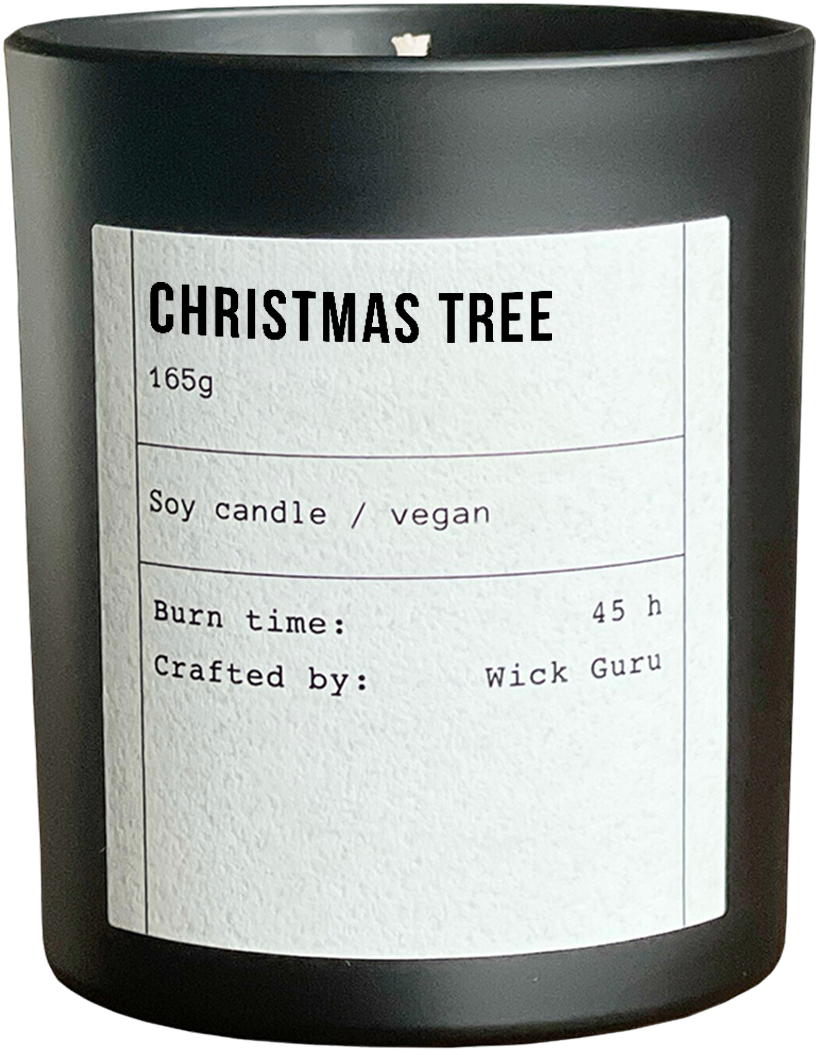 CHRISTMAS TREE
165g
Soy candle / vegan
Burn time: 45 h
Crafted by: Wick Guru